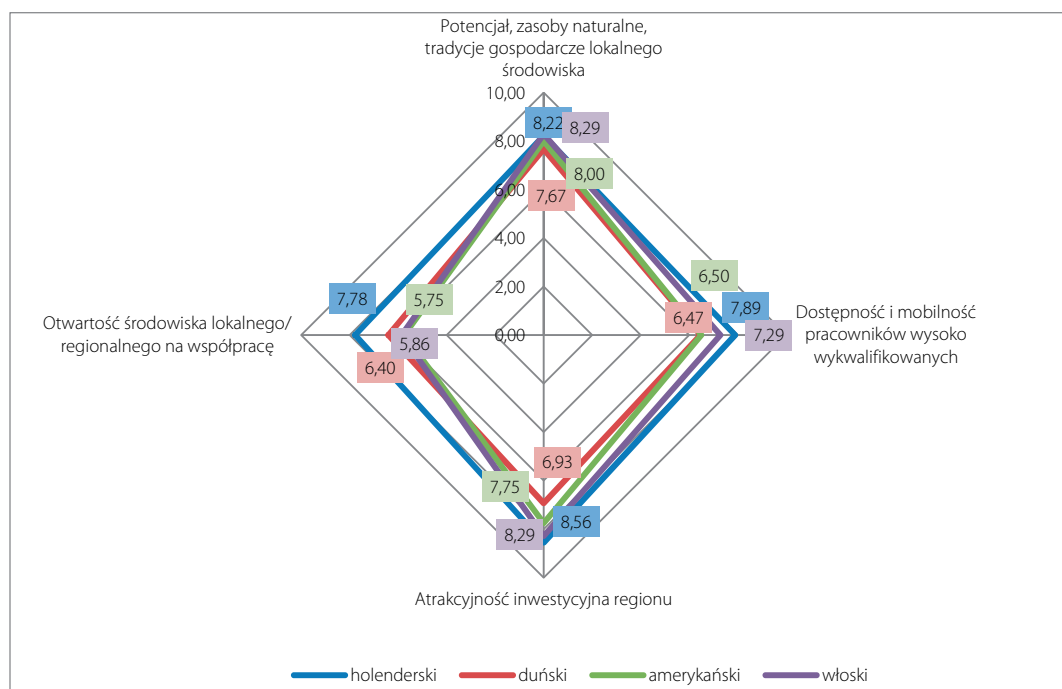 Potencjał, zasoby naturalne,
tradycje gospodarcze lokalnego
środowiska
10,00
8,22
8,29
8,00
8,00
6,00
7,67
4,00
6,50
2,00
7,78
5,75
7,89
6,47
Otwartość środowiska lokalnego/
regionalnego na współpracę
0,00
Dostępność i mobilność
pracowników wysoko
wykwalifikowanych
7,29
5,86
6,40
6,93
7,75
8,29
8,56
Atrakcyjność inwestycyjna regionu
holenderski duński amerykański włoski